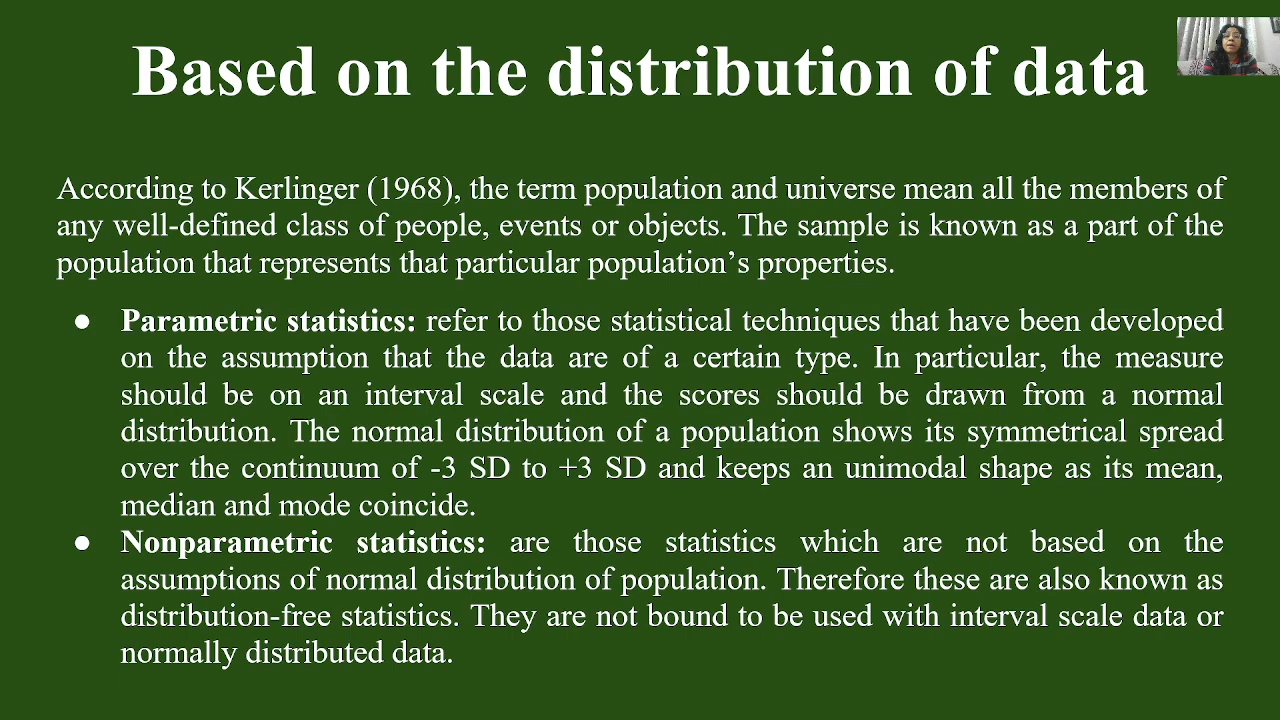 Based on the distribution of data
According to Kerlinger (1968), the term population and universe mean all the members of
any well-defined class of people, events or objects. The sample is known as a part of the
population that represents that particular population’s properties.
● Parametric statistics: refer to those statistical techniques that have been developed
on the assumption that the data are of a certain type. In particular, the measure
should be on an interval scale and the scores should be drawn from a normal
distribution. The normal distribution of a population shows its symmetrical spread
over the continuum of -3 SD to +3 SD and keeps an unimodal shape as its mean,
median and mode coincide.
● Nonparametric statistics: are those statistics which are not based on the
assumptions of normal distribution of population. Therefore these are also known as
distribution-free statistics. They are not bound to be used with interval scale data or
normally distributed data.